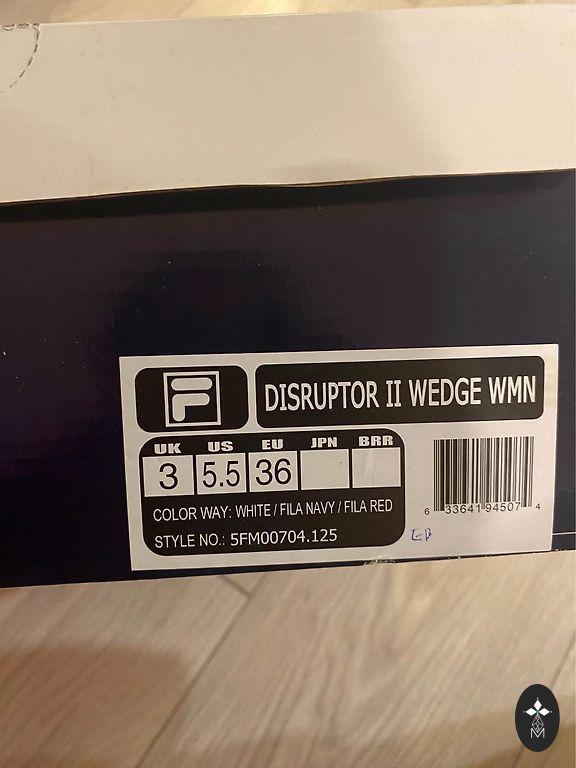 F
DISRUPTOR II WEDGE WMN
UK US EU JPN BRR
3 5.5 36
COLOR WAY: WHITE / FILA NAVY / FILA RED
STYLE NO.: 5FM00704.125
6 33641 94507 4
M